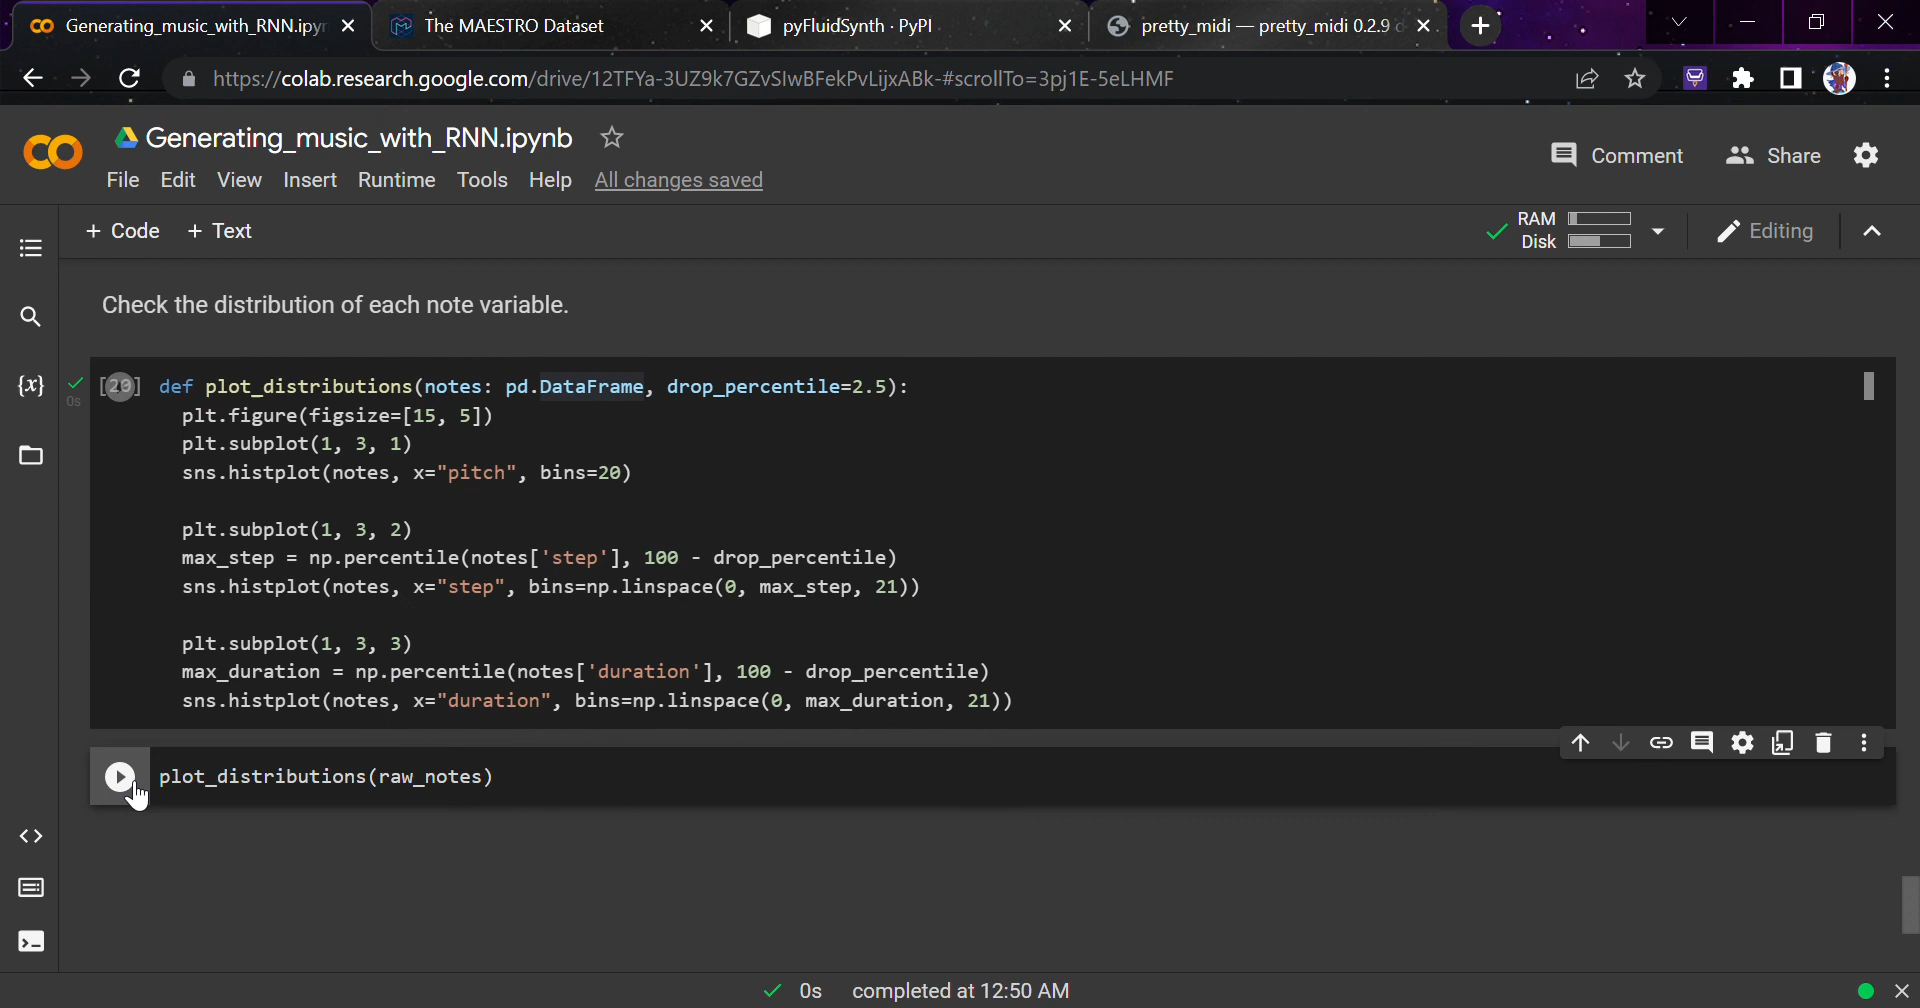 Generating_music_with_RNN.ipyn
The MAESTRO Dataset
pyFluidSynth · PyPI
pretty_midi — pretty_midi 0.2.9 d
https://colab.research.google.com/drive/12TFYa-3UZ9k7GZvSlwBFekPvLijxABk-#scrollTo=3pj1E-5eLHMF
Generating_music_with_RNN.ipynb
Comment
Share
File Edit View Insert Runtime Tools Help All changes saved
+ Code + Text
RAM
Disk
Editing
Check the distribution of each note variable.
{x}
0s
[20] def plot_distributions(notes: pd.DataFrame, drop_percentile=2.5):
plt.figure(figsize=[15, 5])
plt.subplot(1, 3, 1)
sns.histplot(notes, x="pitch", bins=20)
plt.subplot(1, 3, 2)
max_step = np.percentile(notes['step'], 100 - drop_percentile)
sns.histplot(notes, x="step", bins=np.linspace(0, max_step, 21))
plt.subplot(1, 3, 3)
max_duration = np.percentile(notes['duration'], 100 - drop_percentile)
sns.histplot(notes, x="duration", bins=np.linspace(0, max_duration, 21))
plot_distributions(raw_notes)
0s completed at 12:50 AM